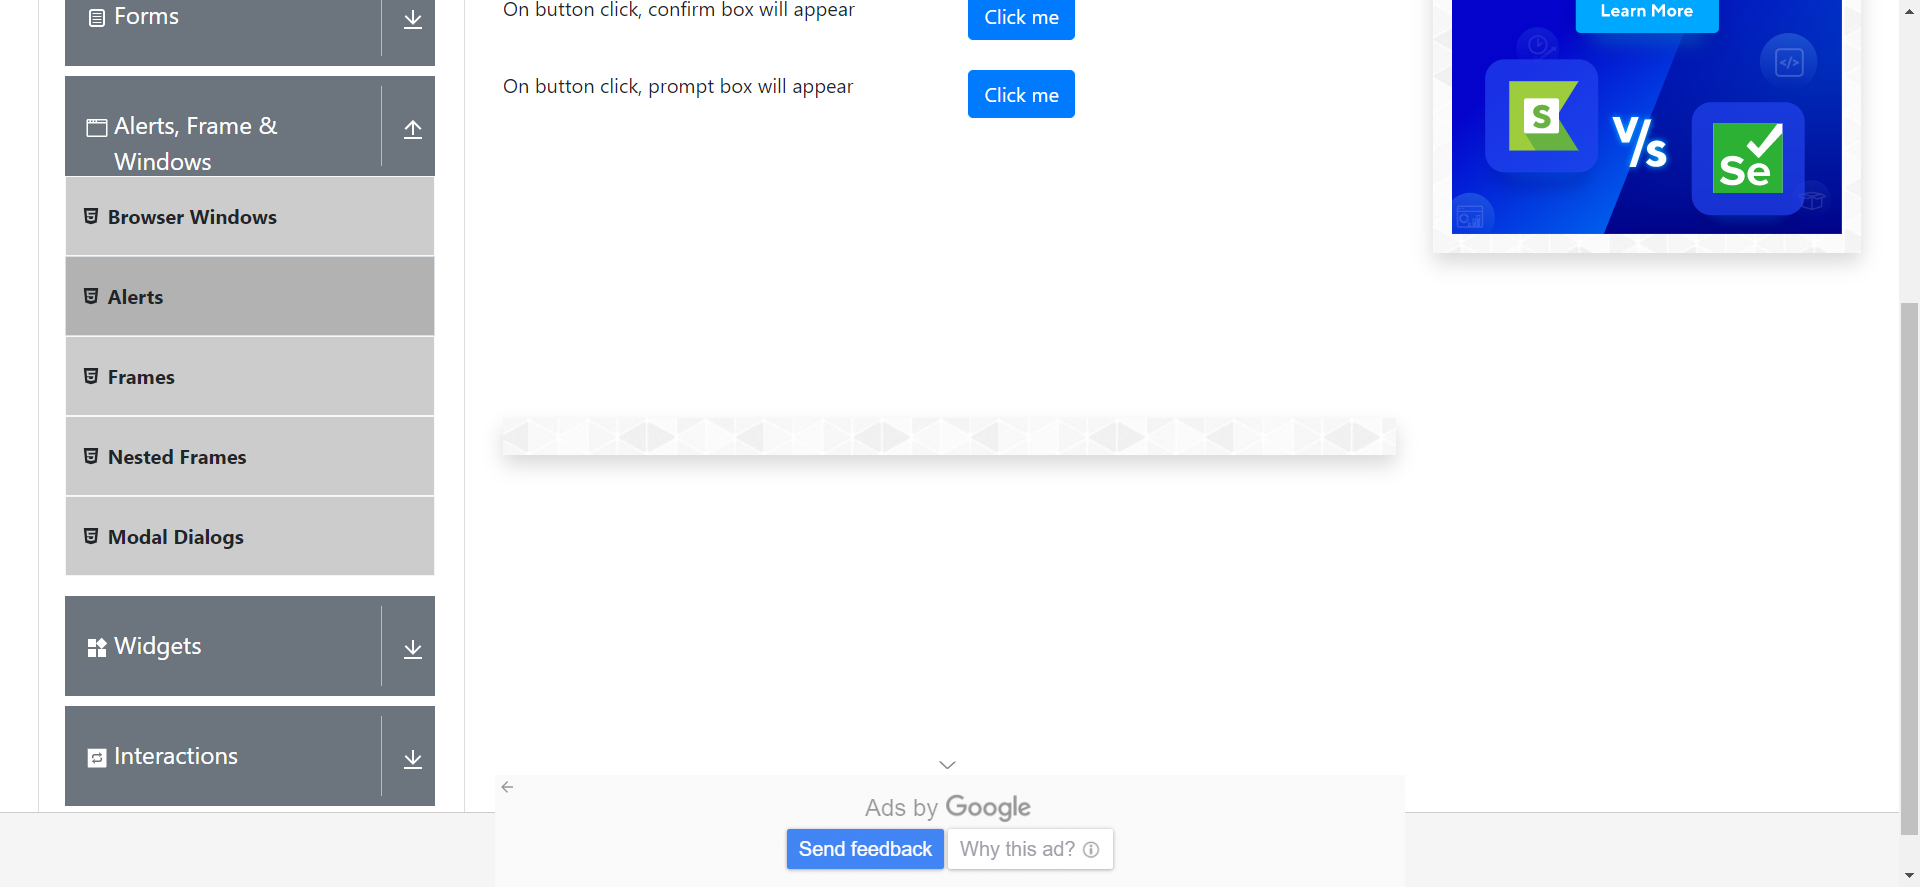 Forms
Alerts, Frame &
Windows
Browser Windows
Alerts
Frames
Nested Frames
Modal Dialogs
Widgets
Interactions
On button click, confirm box will appear
Click me
On button click, prompt box will appear
Click me
Learn More
S
V/s
Se
</>
Ads by Google
Send feedback
Why this ad?